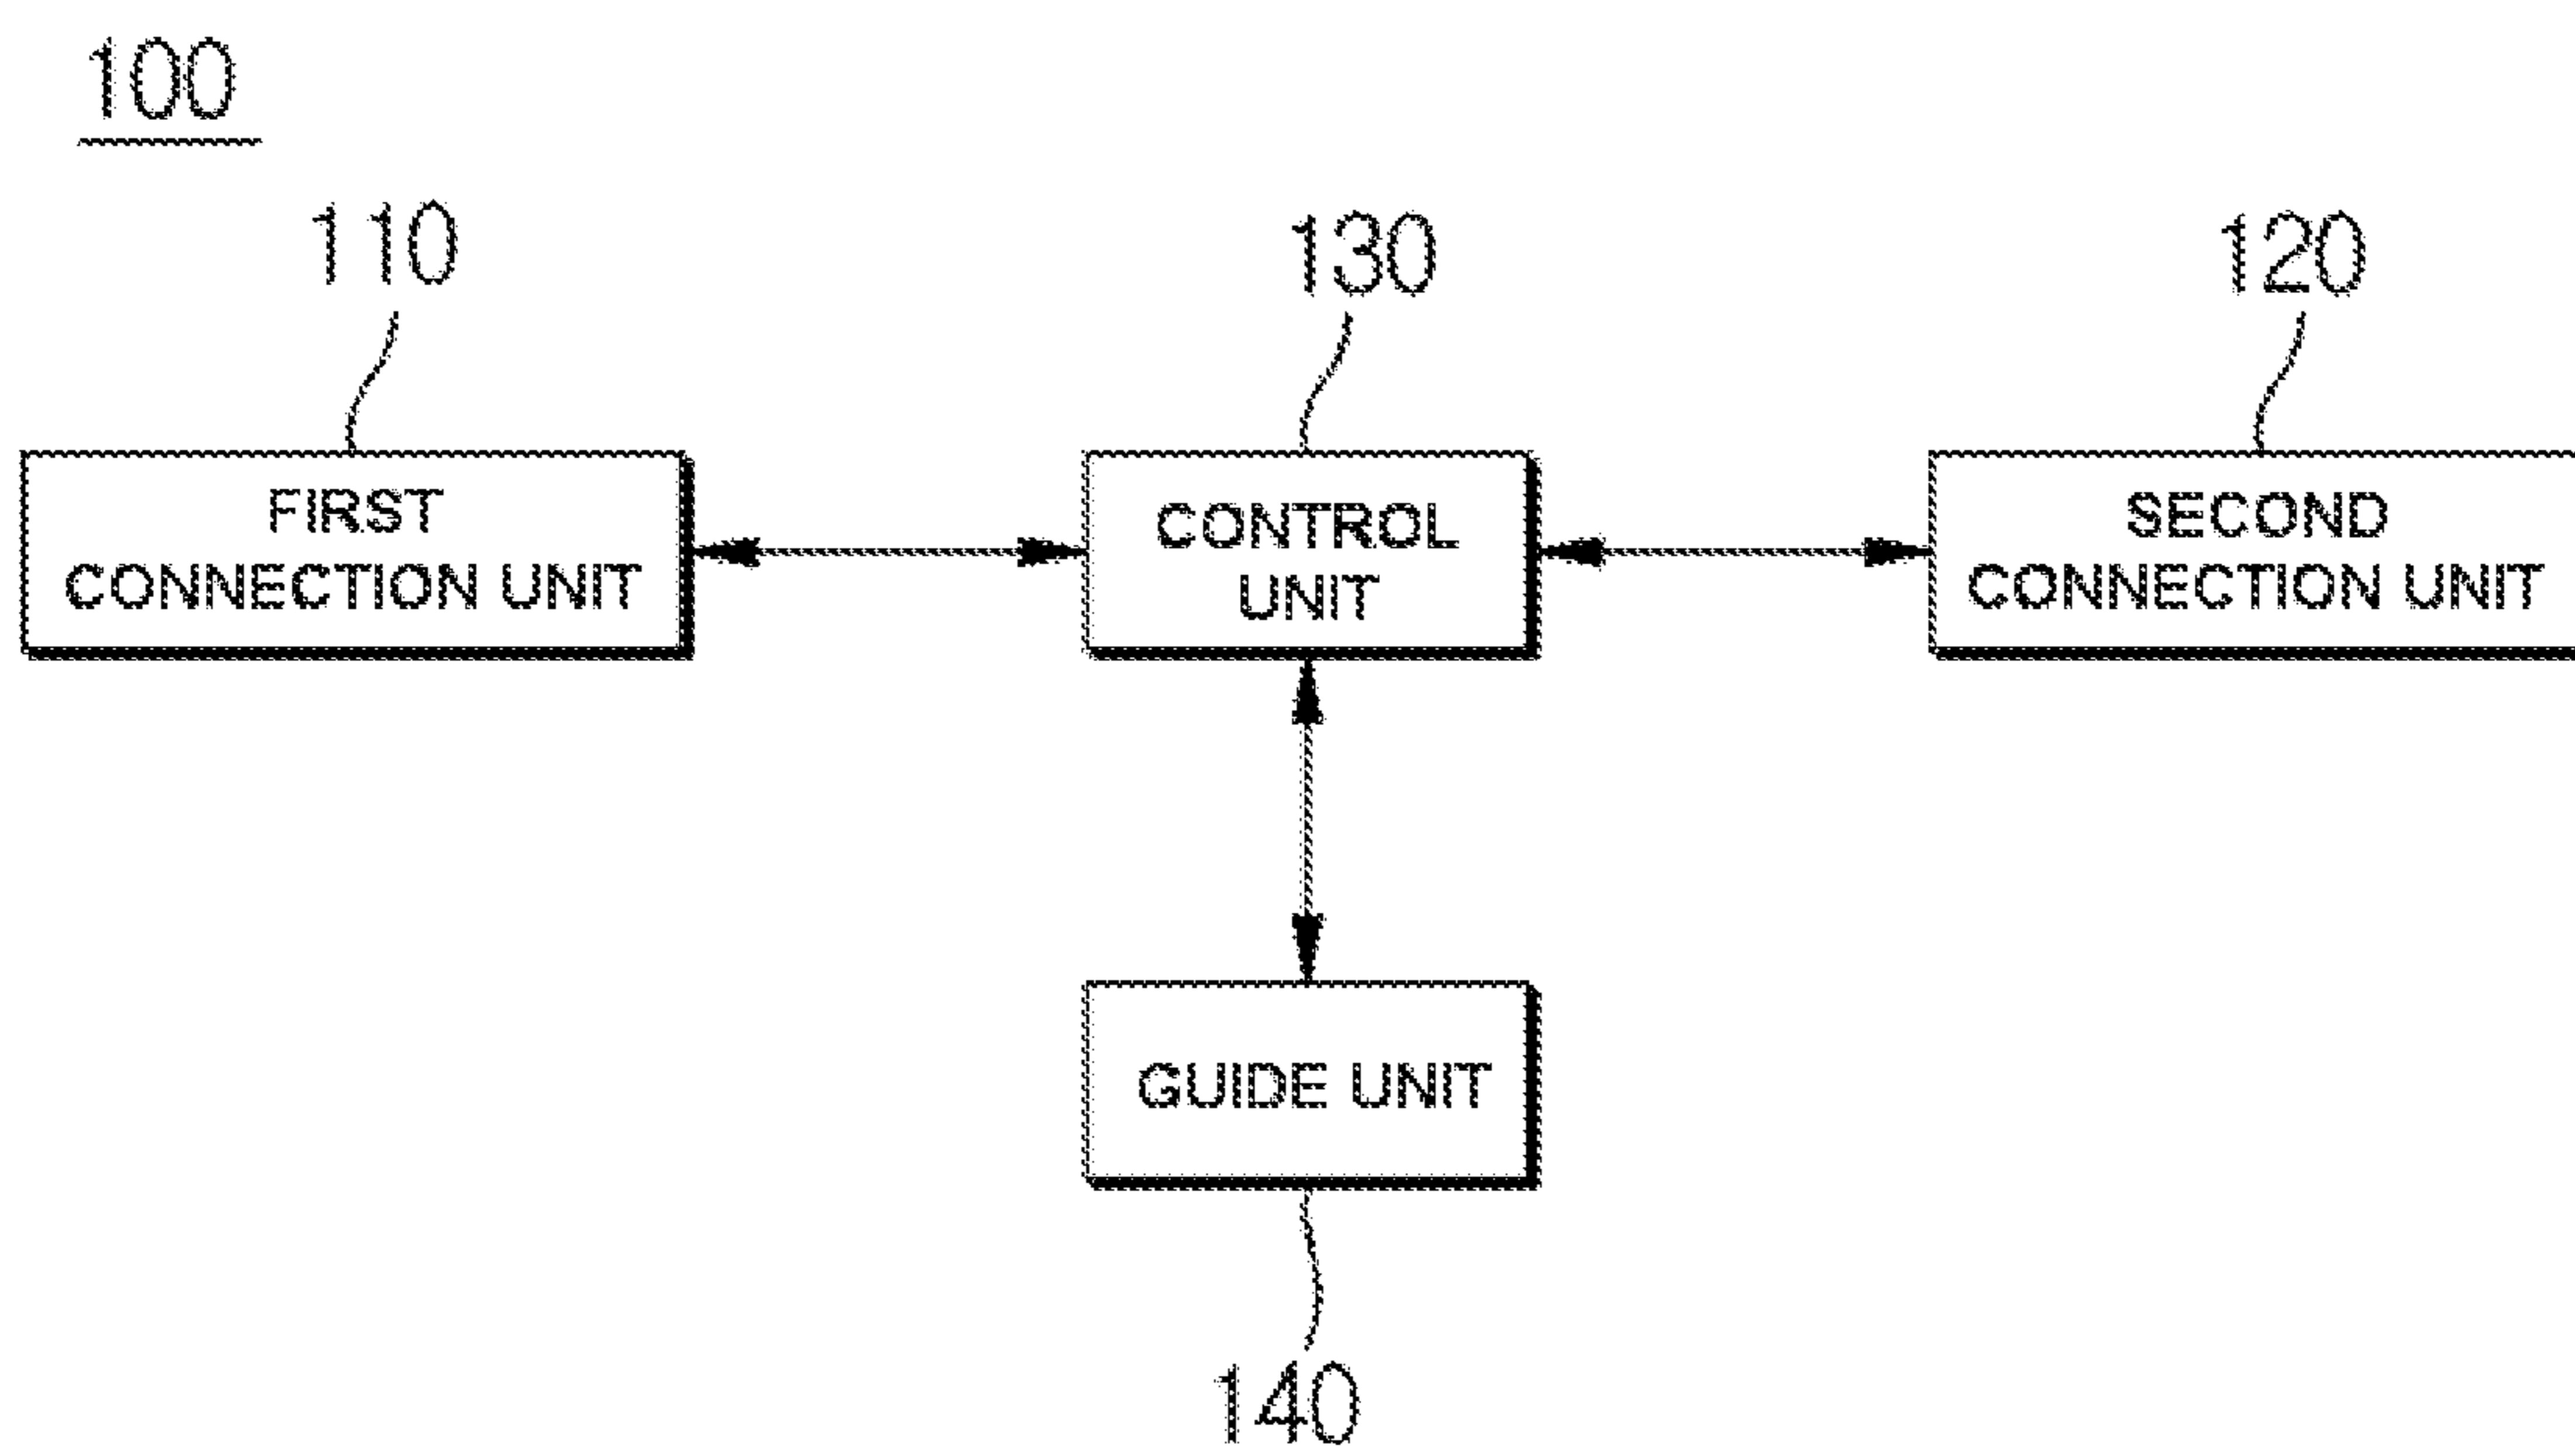 100
110
130
120
FIRST
CONNECTION UNIT
CONTROL
UNIT
SECOND
CONNECTION UNIT
GUIDE UNIT
140